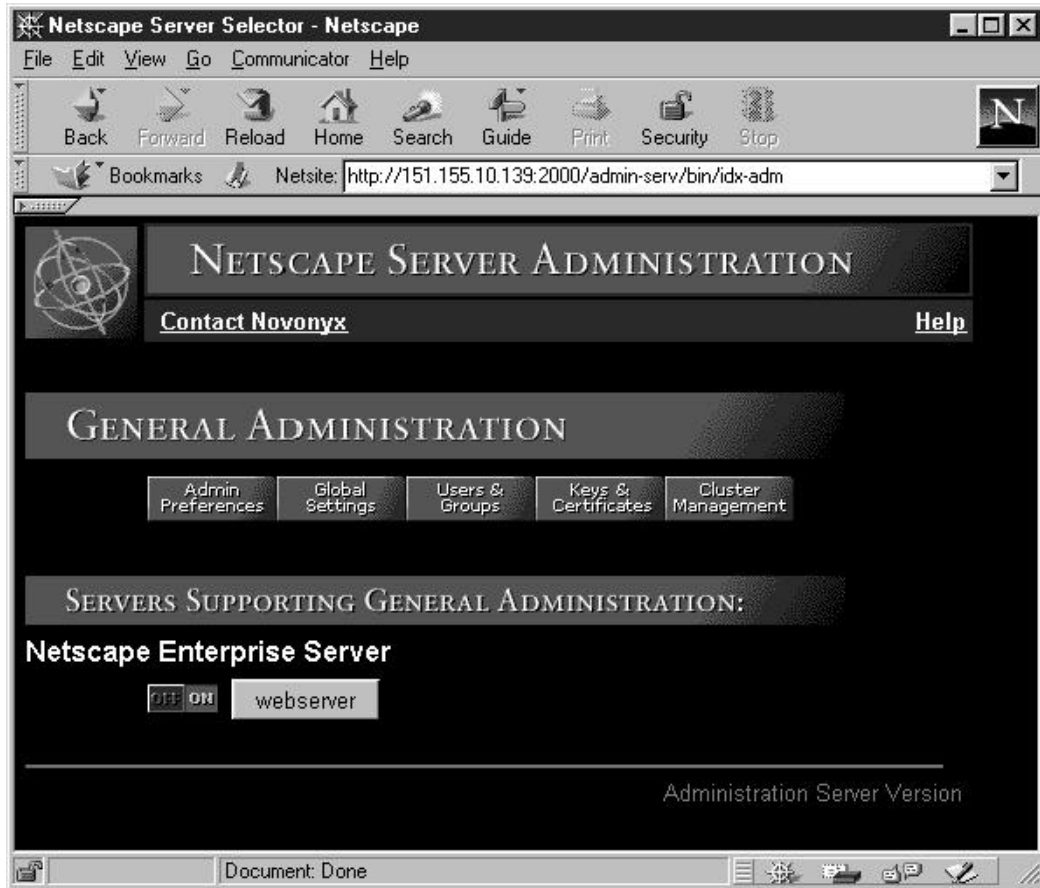 Netscape Server Selector - Netscape
File Edit View Go Communicator Help
Back Forward Reload Home Search Guide Print Security Stop
N
Bookmarks Netsite: http://151.155.10.139:2000/admin-serv/bin/idx-adm
NETSCAPE SERVER ADMINISTRATION
Contact Novonyx Help
GENERAL ADMINISTRATION
Admin Preferences Global Settings Users & Groups Keys & Certificates Cluster Management
SERVERS SUPPORTING GENERAL ADMINISTRATION:
Netscape Enterprise Server
OFF ON webserver
Administration Server Version
Document: Done